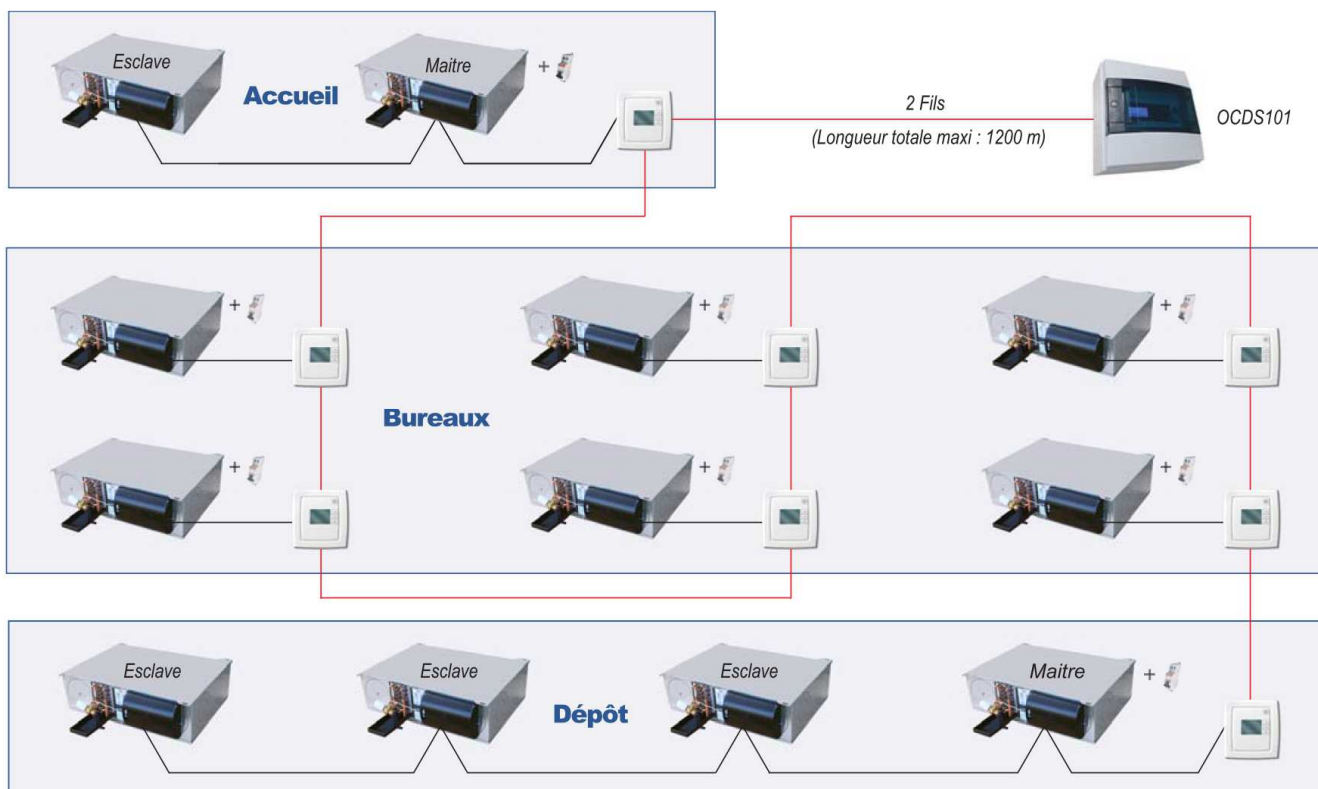 Esclave
Maitre
+
Accueil
2 Fils
(Longueur totale maxi : 1200 m)
OCDS101
+
+
+
Bureaux
+
+
+
Esclave
Esclave
Esclave
Maitre
+
Dépôt